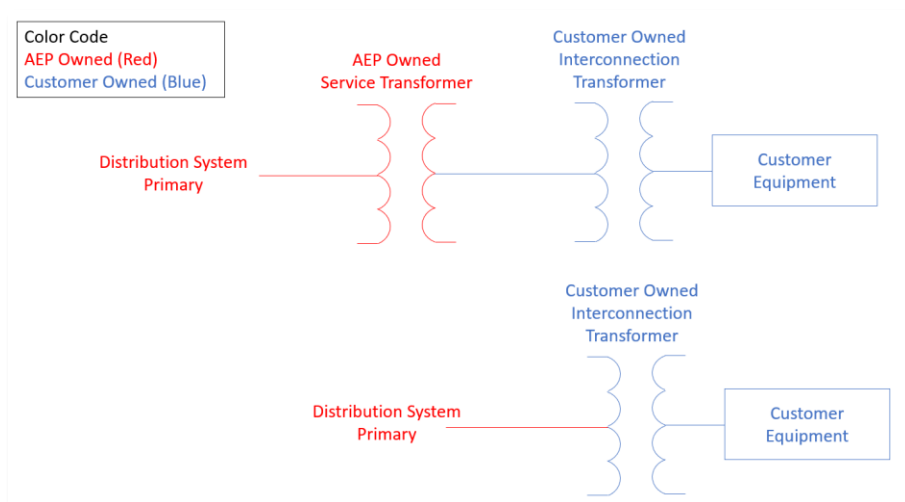 Color Code
AEP Owned (Red)
Customer Owned (Blue)
AEP Owned
Service Transformer
Customer Owned
Interconnection
Transformer
Distribution System
Primary
Customer
Equipment
Customer Owned
Interconnection
Transformer
Distribution System
Primary
Customer
Equipment